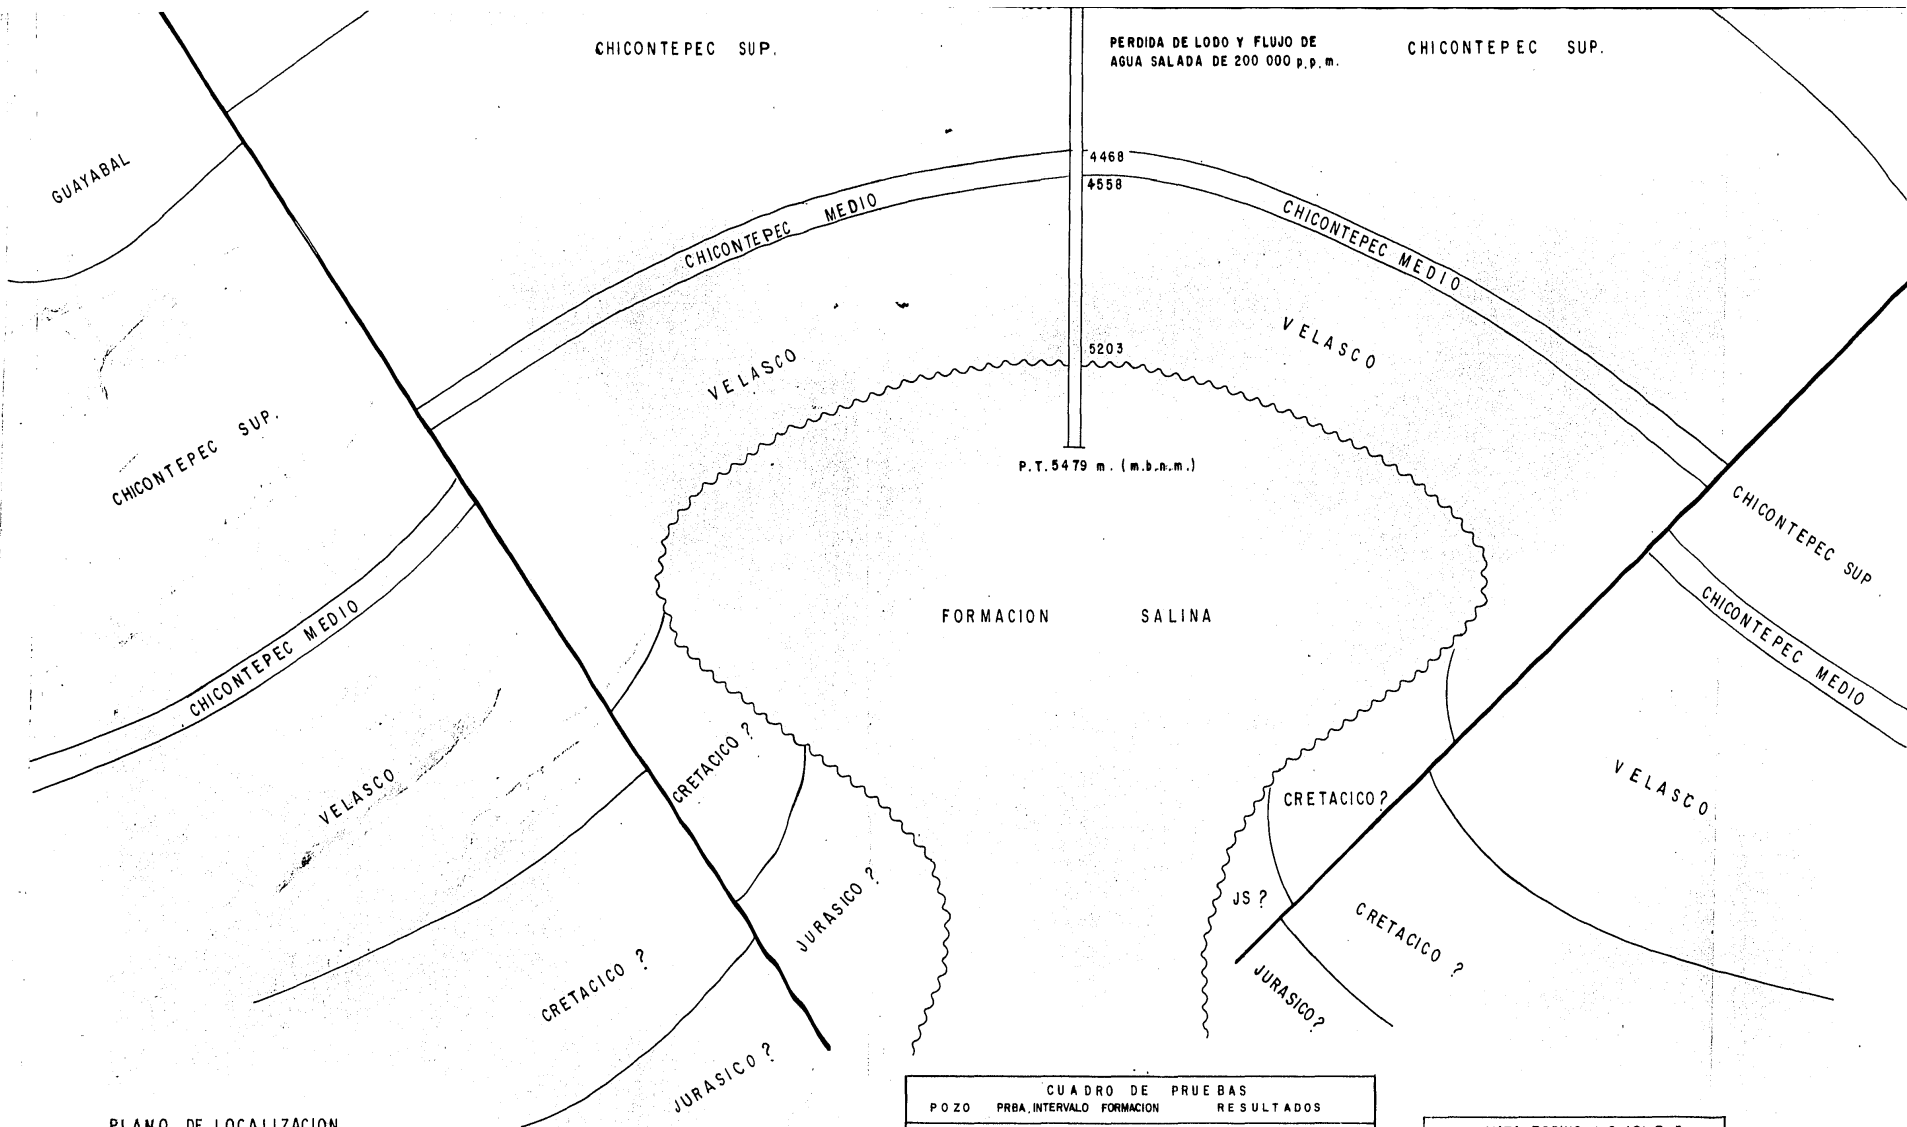 CHICONTEPEC SUP.
PERDIDA DE LODO Y FLUJO DE
AGUA SALADA DE 200 000 p.p.m.
CHICONTEPEC SUP.
GUAYABAL
4468
4558
CHICONTEPEC MEDIO
CHICONTEPEC MEDIO
VELASCO
5203
VELASCO
CHICONTEPEC SUP.
P.T. 5479 m. (m.b.n.m.)
CHICONTEPEC SUP
FORMACION SALINA
CHICONTEPEC MEDIO
CHICONTEPEC MEDIO
VELASCO
CRETACICO ?
CRETACICO ?
VELASCO
JURASICO ?
JS ?
CRETACICO ?
CRETACICO ?
JURASICO ?
JURASICO ?
CUADRO DE PRUEBAS
POZO PRBA. INTERVALO FORMACION RESULTADOS
PLANO DE LOCALIZACION